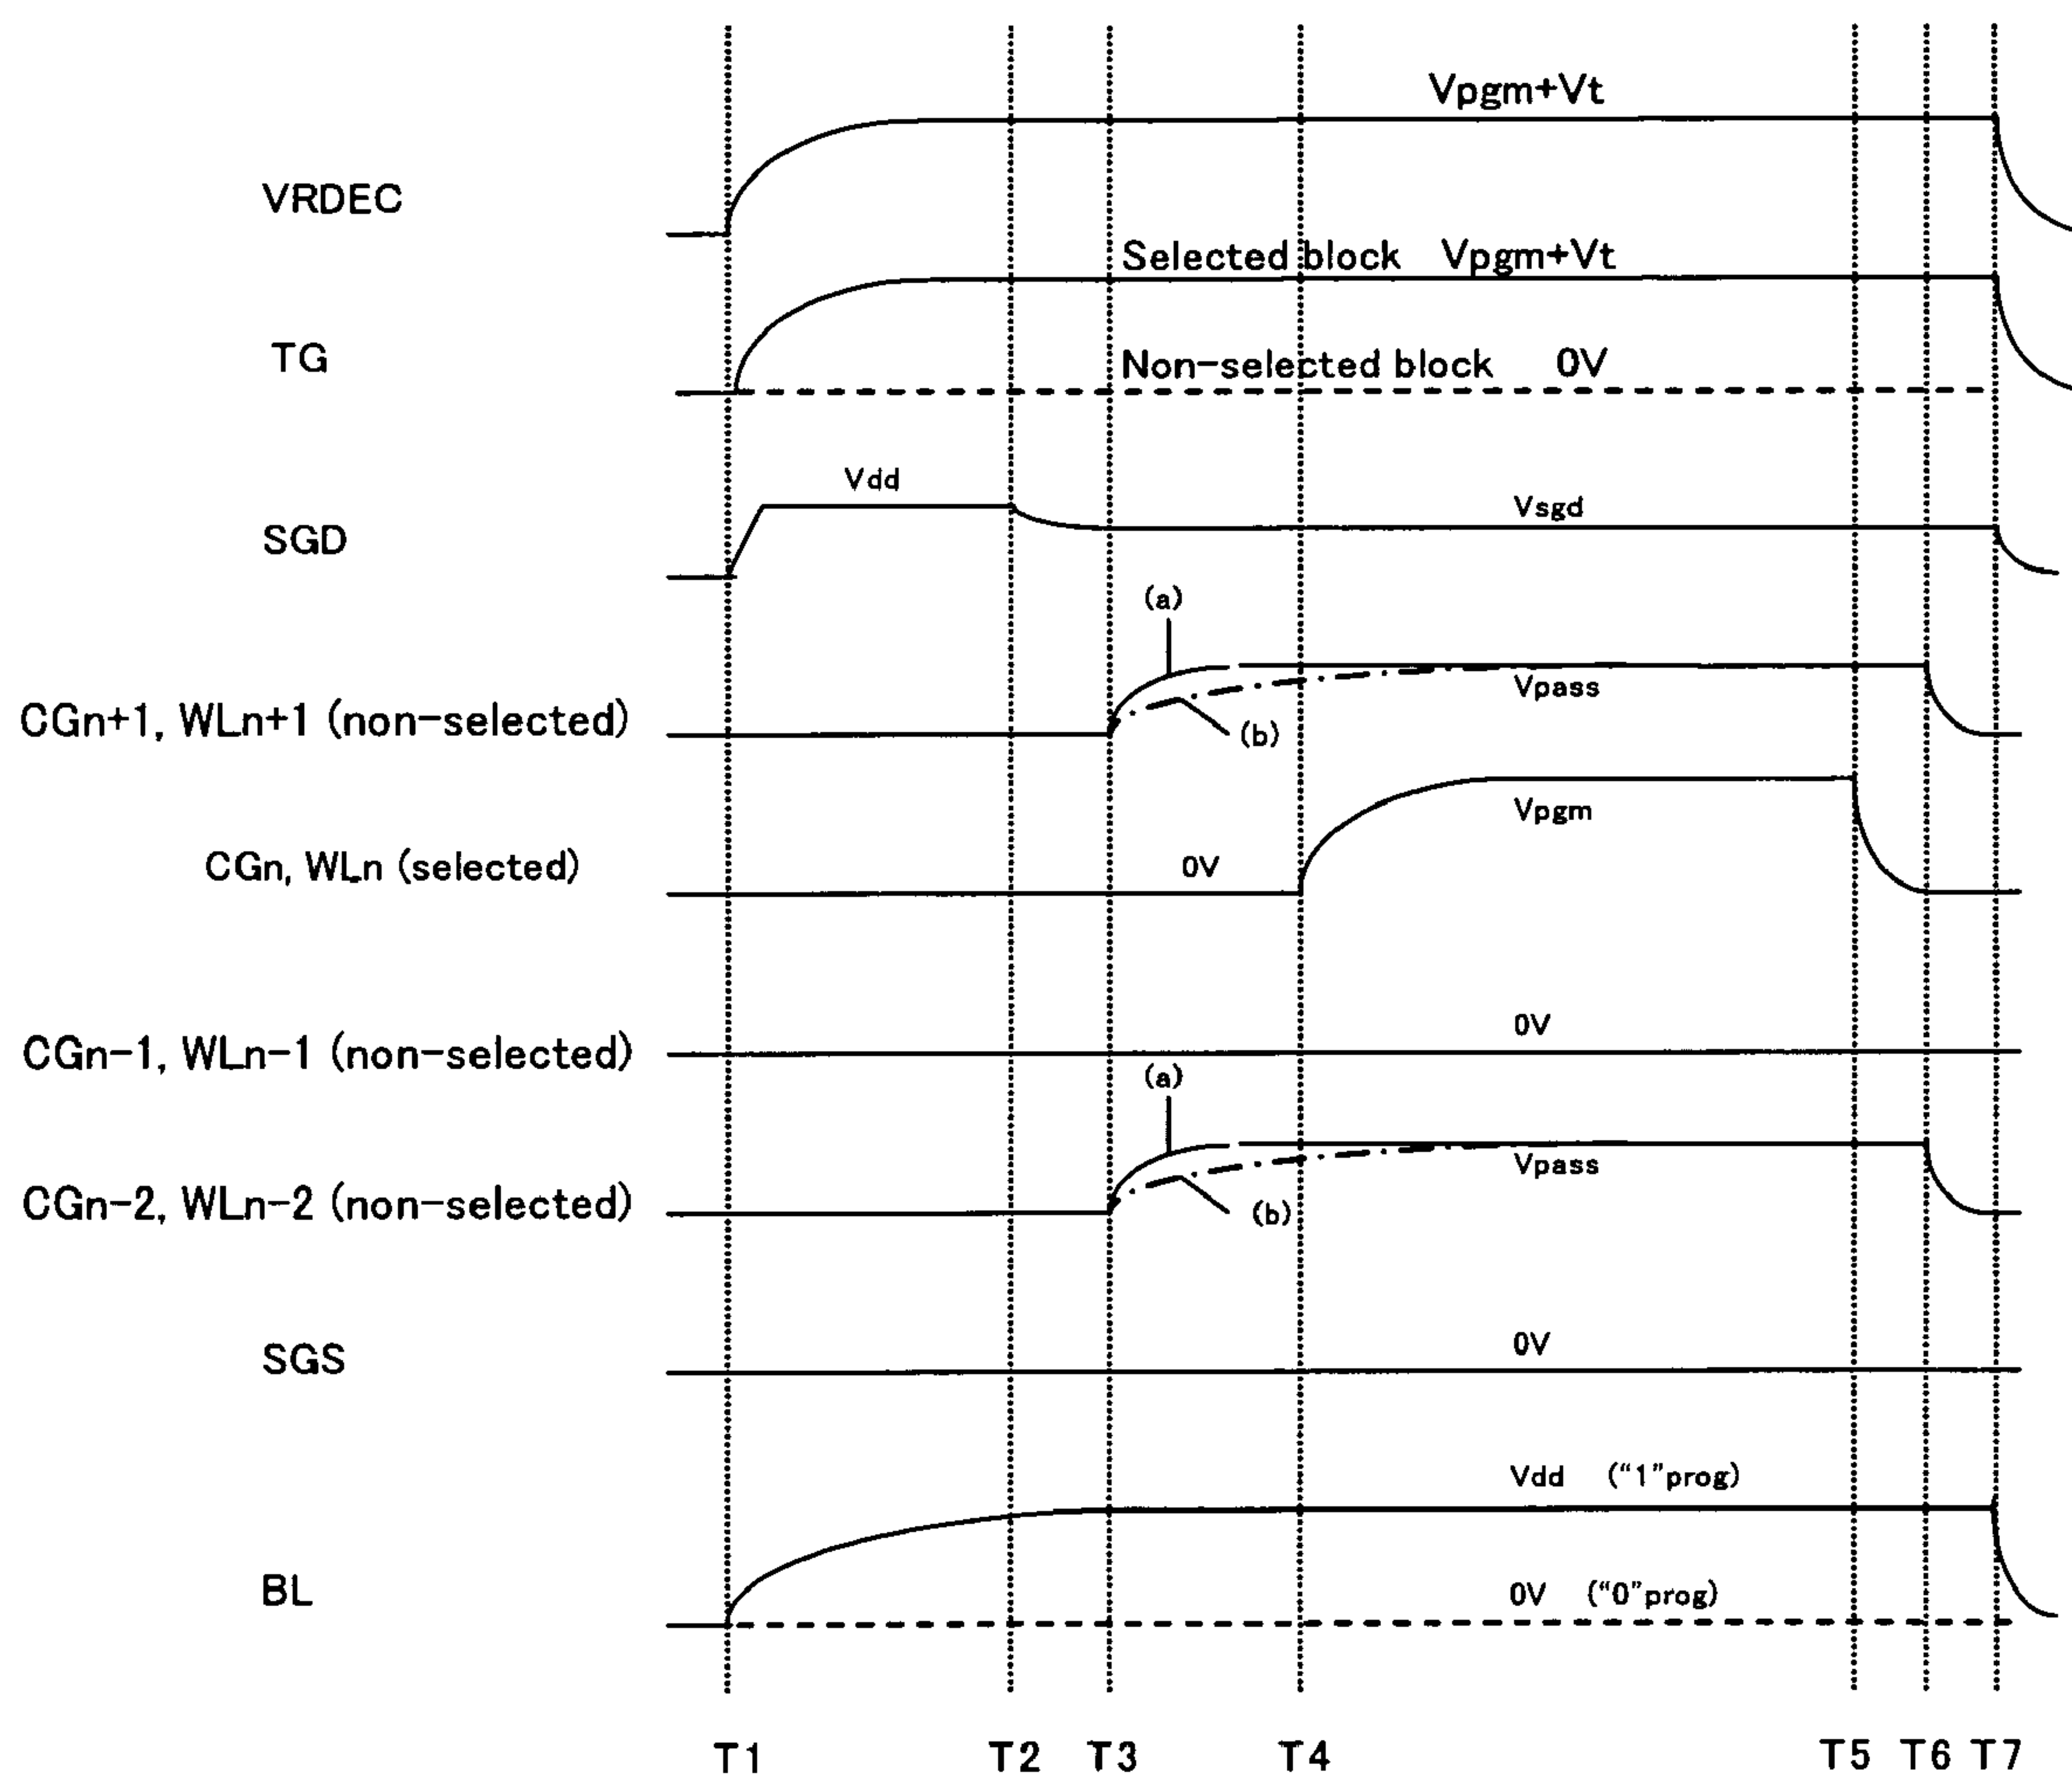 Vpgm+Vt
VRDEC
Selected block Vpgm+Vt
TG
Non-selected block 0V
Vdd
Vsgd
SGD
(a)
Vpass
CGn+1, WLn+1 (non-selected)
(b)
Vpgm
CGn, WLn (selected)
0V
0V
CGn-1, WLn-1 (non-selected)
(a)
Vpass
CGn-2, WLn-2 (non-selected)
(b)
0V
SGS
Vdd ("1"prog)
BL
0V ("0"prog)
T1 T2 T3 T4 T5 T6 T7